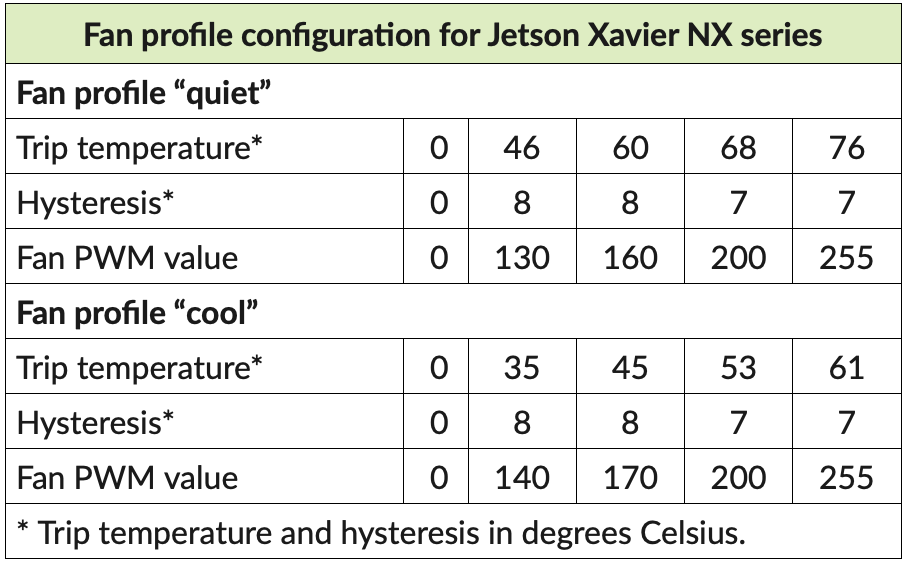 Fan profile configuration for Jetson Xavier NX series
Fan profile “quiet”
Trip temperature* 0 46 60 68 76
Hysteresis* 0 8 8 7 7
Fan PWM value 0 130 160 200 255
Fan profile “cool”
Trip temperature* 0 35 45 53 61
Hysteresis* 0 8 8 7 7
Fan PWM value 0 140 170 200 255
* Trip temperature and hysteresis in degrees Celsius.